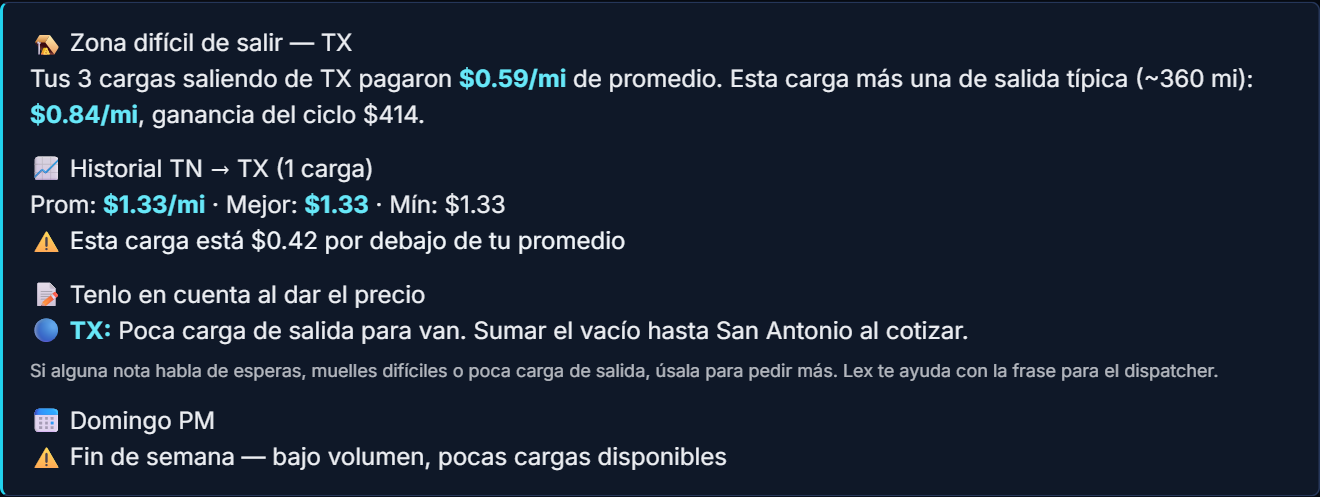 Zona difícil de salir — TX
Tus 3 cargas saliendo de TX pagaron $0.59/mi de promedio. Esta carga más una de salida típica (~360 mi):
$0.84/mi, ganancia del ciclo $414.
Historial TN → TX (1 carga)
Prom: $1.33/mi · Mejor: $1.33 · Mín: $1.33
Esta carga está $0.42 por debajo de tu promedio
Tenlo en cuenta al dar el precio
TX: Poca carga de salida para van. Sumar el vacío hasta San Antonio al cotizar.
Si alguna nota habla de esperas, muelles difíciles o poca carga de salida, úsala para pedir más. Lex te ayuda con la frase para el dispatcher.
Domingo PM
Fin de semana — bajo volumen, pocas cargas disponibles